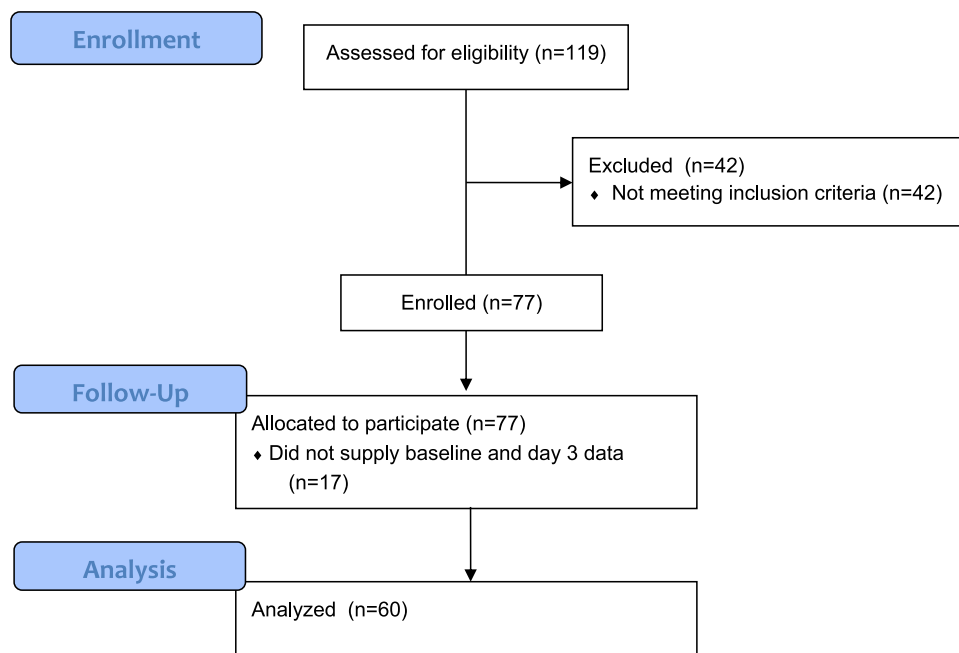 Enrollment
Assessed for eligibility (n=119)
Excluded (n=42)
♦ Not meeting inclusion criteria (n=42)
Enrolled (n=77)
Follow-Up
Allocated to participate (n=77)
♦ Did not supply baseline and day 3 data
(n=17)
Analysis
Analyzed (n=60)